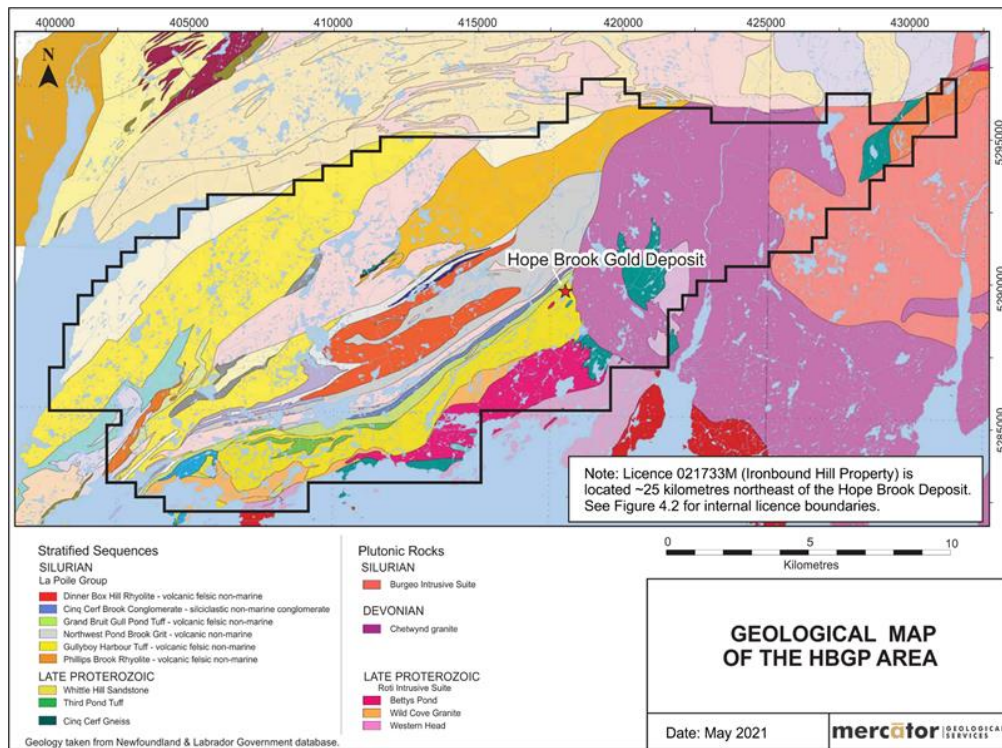 400000 405000 410000 415000 420000 425000 430000
N
5295000
Hope Brook Gold Deposit
5290000
5285000
Note: Licence 021733M (Ironbound Hill Property) is
located ~25 kilometres northeast of the Hope Brook Deposit.
See Figure 4.2 for internal licence boundaries.
Stratified Sequences
SILURIAN
La Poile Group
Dinner Box Hill Rhyolite - volcanic felsic non-marine
Cinq Cerf Brook Conglomerate - silciclastic non-marine conglomerate
Grand Bruit Gull Pond Tuff - volcanic felsic non-marine
Northwest Pond Brook Grit - volcanic non-marine
Gullyboy Harbour Tuff - volcanic felsic non-marine
Phillips Brook Rhyolite - volcanic felsic non-marine
LATE PROTEROZOIC
Whittle Hill Sandstone
Third Pond Tuff
Cinq Cerf Gneiss
Geology taken from Newfoundland & Labrador Government database.
Plutonic Rocks
SILURIAN
Burgeo Intrusive Suite
DEVONIAN
Chetwynd granite
LATE PROTEROZOIC
Roti Intrusive Suite
Bettys Pond
Wild Cove Granite
Western Head
0 5 10
Kilometres
GEOLOGICAL MAP
OF THE HBGP AREA
Date: May 2021
mercātor GEOLOGICAL
SERVICES